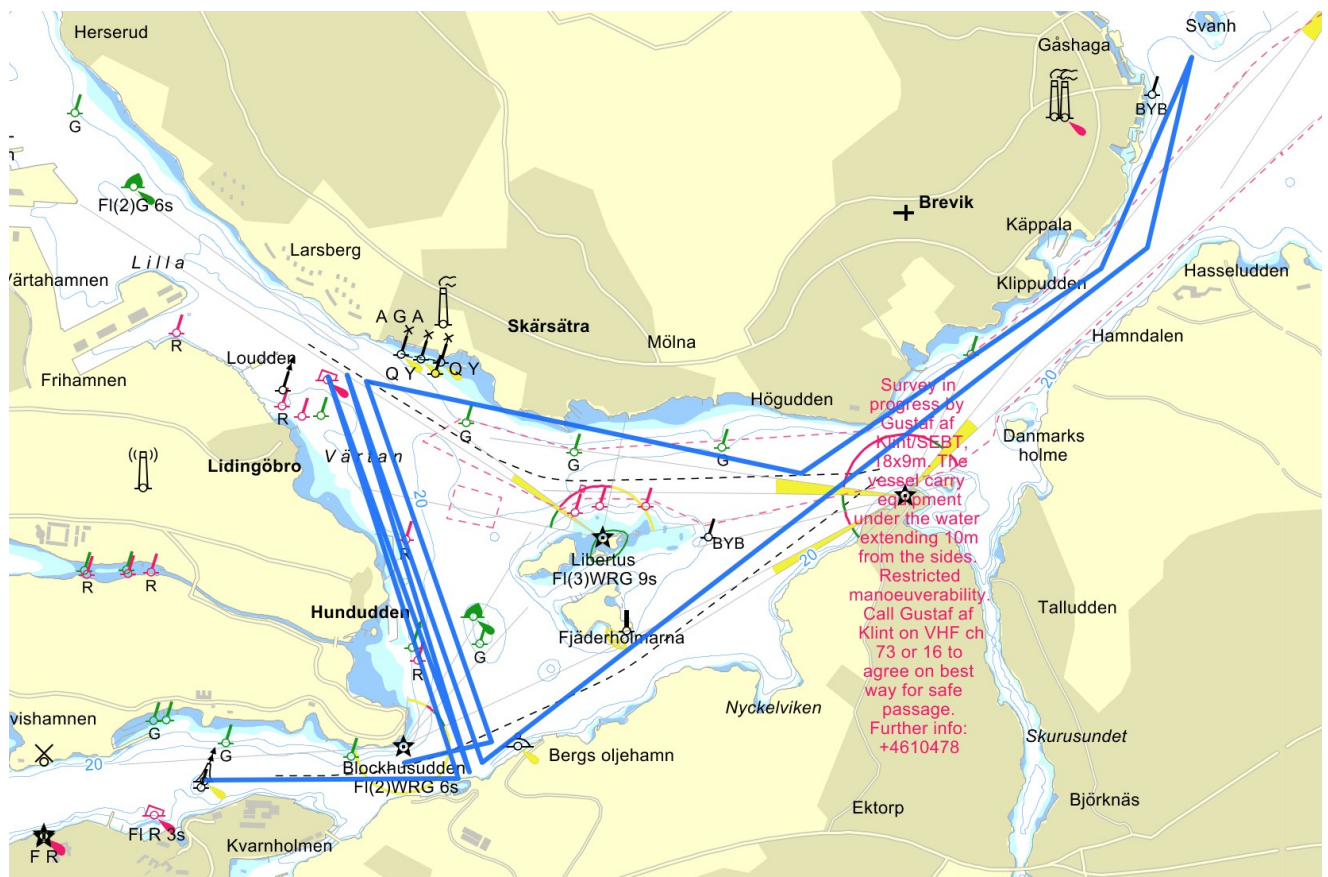 Herserud
Svanh
Gåshaga
BYB
G
Fl(2)G 6s
Brevik
Käppala
Larsberg
Lilla
Värtahamnen
Klippudden
Hasseludden
A G A
Skärsätra
Mölna
Hamndalen
R
Loudden
Q Y
Q Y
Frihamnen
20
Survey in
progress by
Gustaf af
Klint/SEBT
18x9m. The
vessel carry
equipment
under the water
extending 10m
from the sides.
Restricted
manoeuverability.
Call Gustaf af
Klint on VHF ch
73 or 16 to
agree on best
way for safe
passage.
Further info:
+4610478
Högudden
R
G
G
G
Danmarks
holme
Lidingöbro
Värtan
20
R
BYB
Libertus
Fl(3)WRG 9s
20
R
R
R
Hundudden
Fjäderholmarna
Talludden
G
R
Nyckelviken
vishamnen
G
G
Skurusundet
20
Blockhusudden
Fl(2)WRG 6s
Bergs oljehamn
Ektorp
Björknäs
Fl R 3s
Kvarnholmen
F R